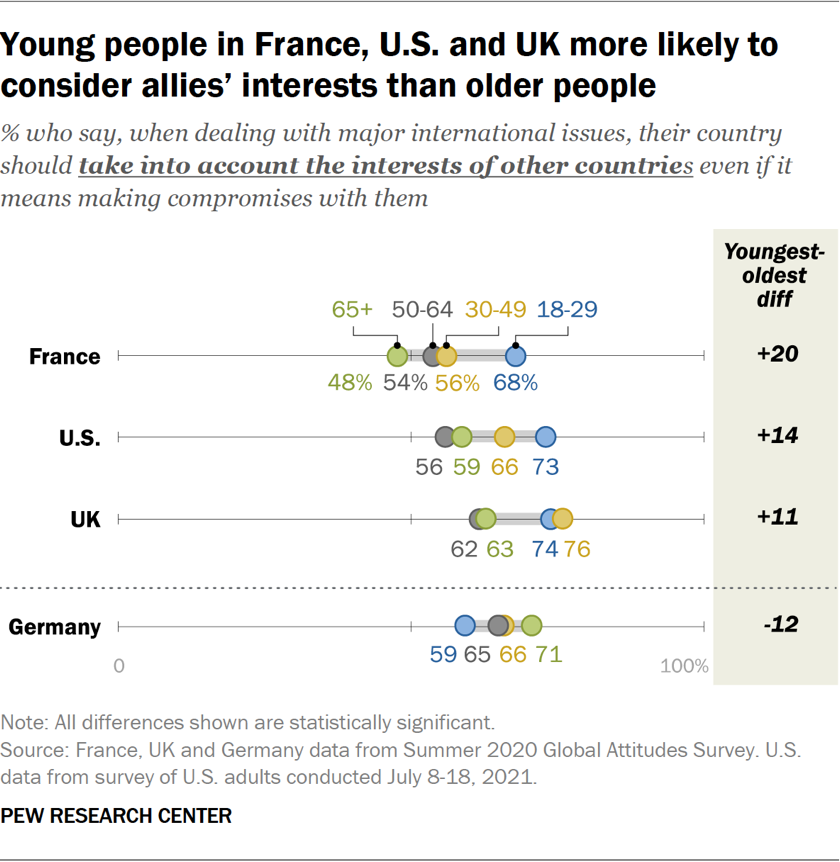 Young people in France, U.S. and UK more likely to
consider allies’ interests than older people
% who say, when dealing with major international issues, their country
should take into account the interests of other countries even if it
means making compromises with them
Youngest-
oldest
diff
65+ 50-64 30-49 18-29
France +20
48% 54% 56% 68%
U.S. +14
56 59 66 73
UK +11
62 63 74 76
Germany -12
59 65 66 71
0 100%
Note: All differences shown are statistically significant.
Source: France, UK and Germany data from Summer 2020 Global Attitudes Survey. U.S.
data from survey of U.S. adults conducted July 8-18, 2021.
PEW RESEARCH CENTER